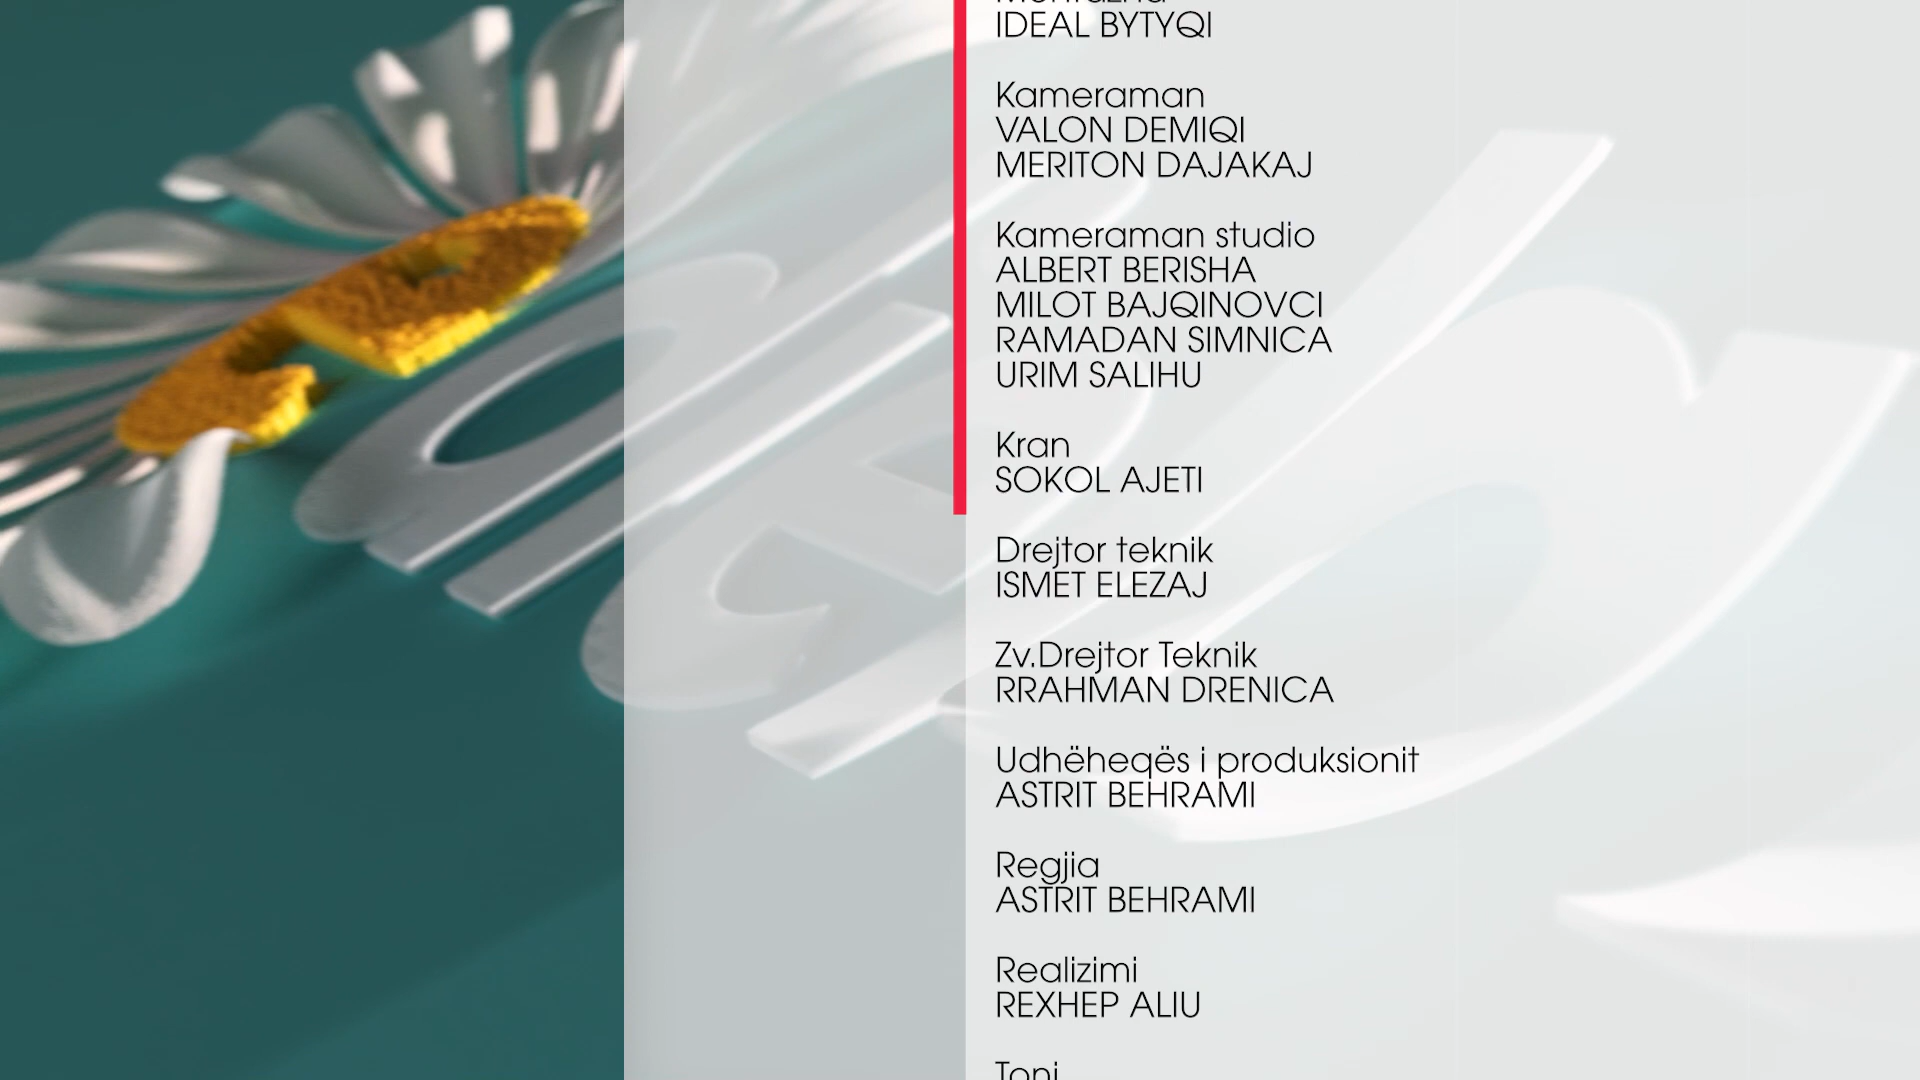 IDEAL BYTYQI
Kameraman
VALON DEMIQI
MERITON DAJAKAJ
Kameraman studio
ALBERT BERISHA
MILOT BAJQINOVCI
RAMADAN SIMNICA
URIM SALIHU
Kran
SOKOL AJETI
Drejtor teknik
ISMET ELEZAJ
Zv.Drejtor Teknik
RRAHMAN DRENICA
Udhëheqës i produksionit
ASTRIT BEHRAMI
Regjia
ASTRIT BEHRAMI
Realizimi
REXHEP ALIU
Toni